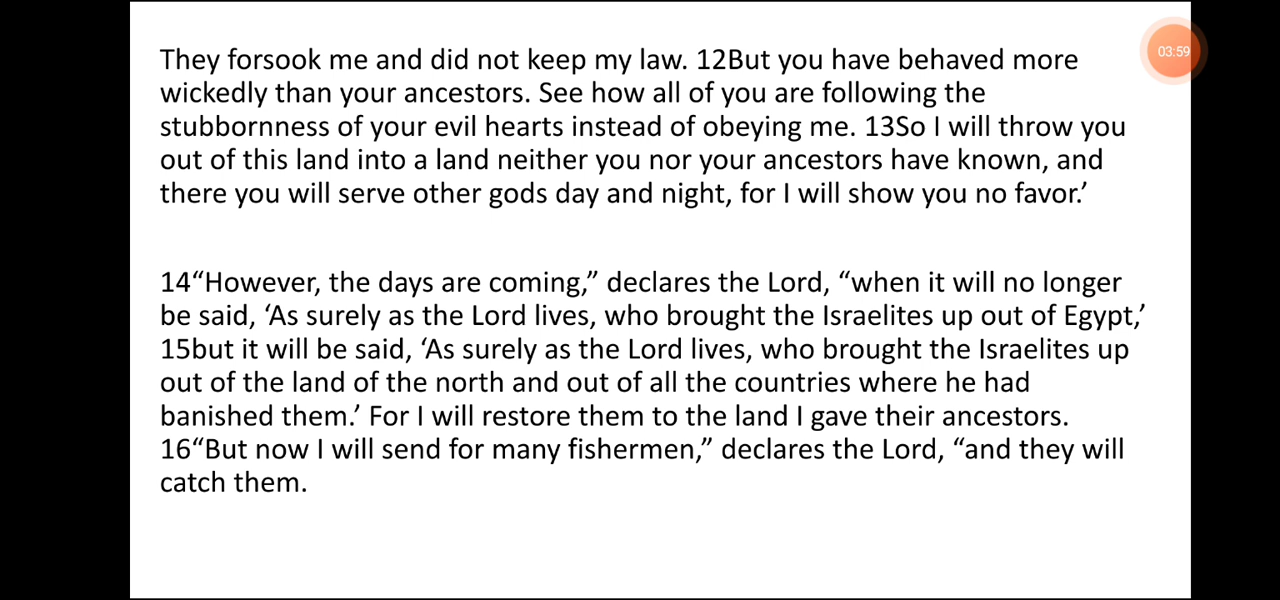 They forsook me and did not keep my law. 12But you have behaved more
wickedly than your ancestors. See how all of you are following the
stubbornness of your evil hearts instead of obeying me. 13So I will throw you
out of this land into a land neither you nor your ancestors have known, and
there you will serve other gods day and night, for I will show you no favor.’
14“However, the days are coming,” declares the Lord, “when it will no longer
be said, ‘As surely as the Lord lives, who brought the Israelites up out of Egypt,’
15but it will be said, ‘As surely as the Lord lives, who brought the Israelites up
out of the land of the north and out of all the countries where he had
banished them.’ For I will restore them to the land I gave their ancestors.
16“But now I will send for many fishermen,” declares the Lord, “and they will
catch them.
03:59